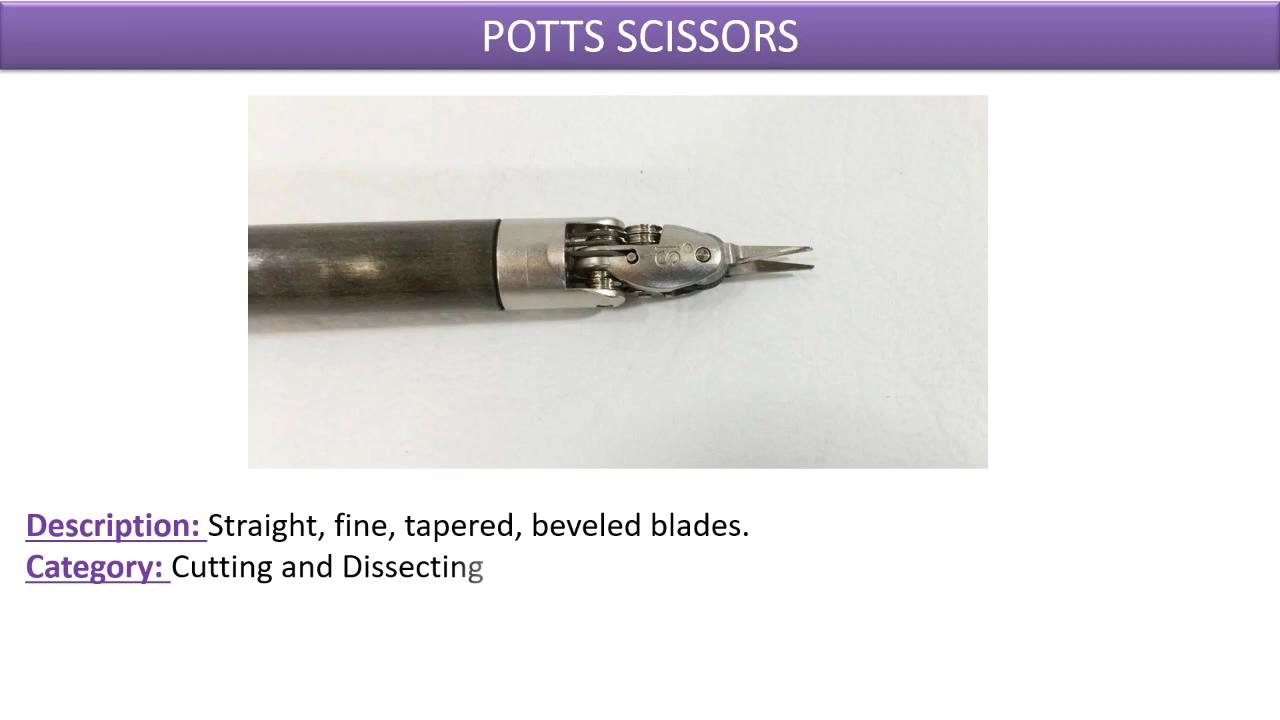 POTTS SCISSORS
Description: Straight, fine, tapered, beveled blades.
Category: Cutting and Dissecting